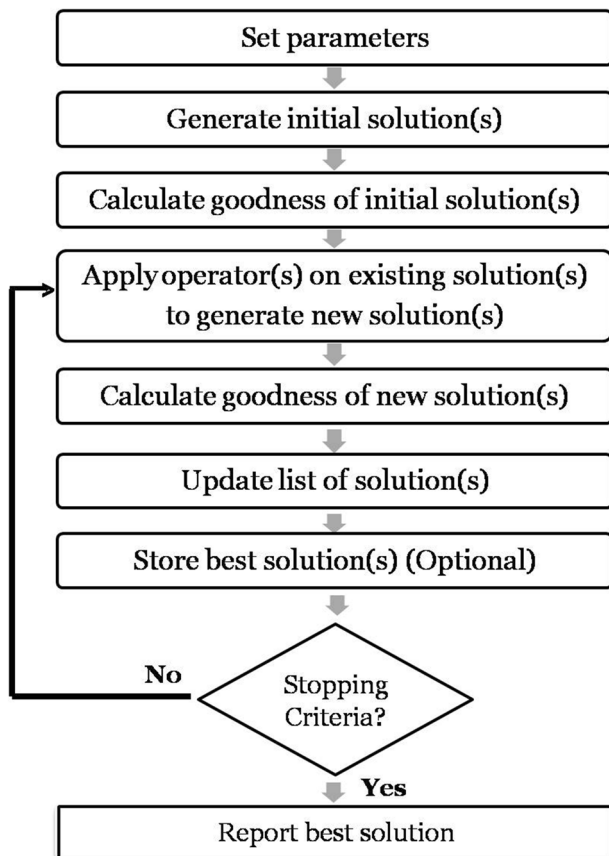 Set parameters
Generate initial solution(s)
Calculate goodness of initial solution(s)
Apply operator(s) on existing solution(s)
to generate new solution(s)
Calculate goodness of new solution(s)
Update list of solution(s)
Store best solution(s) (Optional)
No
Stopping
Criteria?
Yes
Report best solution